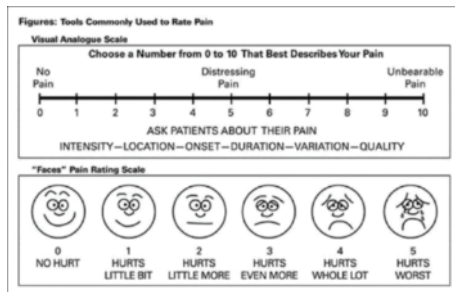 Figures: Tools Commonly Used to Rate Pain
Visual Analogue Scale
Choose a Number from 0 to 10 That Best Describes Your Pain
No Pain
Distressing Pain
Unbearable Pain
0 1 2 3 4 5 6 7 8 9 10
ASK PATIENTS ABOUT THEIR PAIN
INTENSITY—LOCATION—ONSET—DURATION—VARIATION—QUALITY
"Faces" Pain Rating Scale
0
NO HURT
1
HURTS
LITTLE BIT
2
HURTS
LITTLE MORE
3
HURTS
EVEN MORE
4
HURTS
WHOLE LOT
5
HURTS
WORST